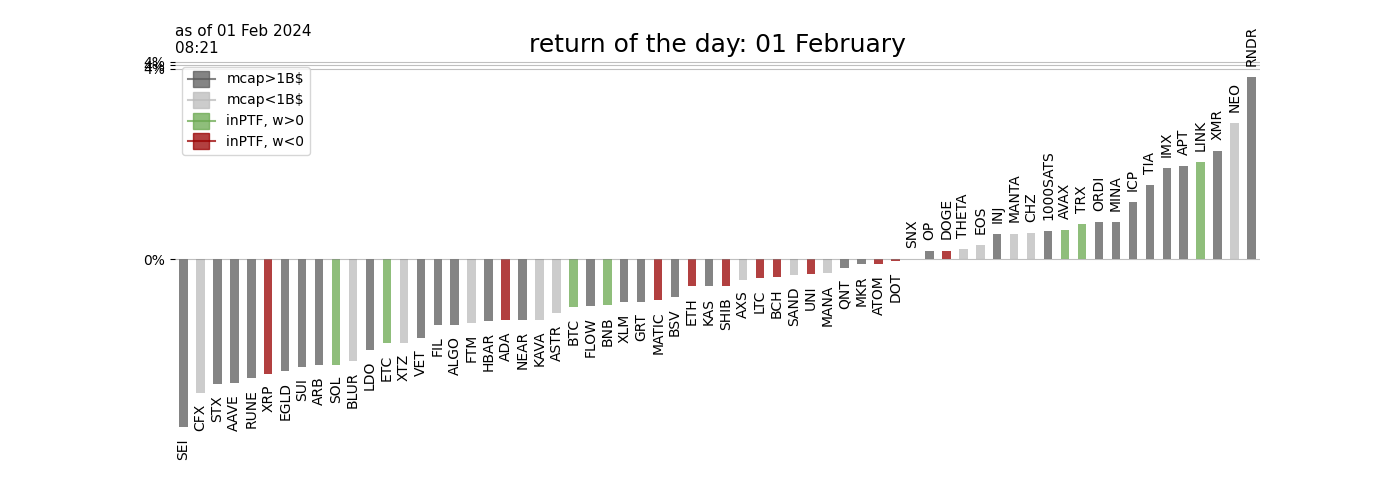 as of 01 Feb 2024
08:21
return of the day: 01 February
4%
4%
0%
mcap>1B$
mcap<1B$
inPTF, w>0
inPTF, w<0
SEI
CFX
STX
AAVE
RUNE
XRP
EGLD
SUI
ARB
SOL
BLUR
LDO
ETC
XTZ
VET
FIL
ALGO
FTM
HBAR
ADA
NEAR
KAVA
ASTR
BTC
FLOW
BNB
XLM
GRT
MATIC
BSV
ETH
KAS
SHIB
AXS
LTC
BCH
SAND
UNI
MANA
QNT
MKR
ATOM
DOT
SNX
OP
DOGE
THETA
EOS
INJ
MANTA
CHZ
1000SATS
AVAX
TRX
ORDI
MINA
ICP
TIA
IMX
APT
LINK
XMR
NEO
RNDR